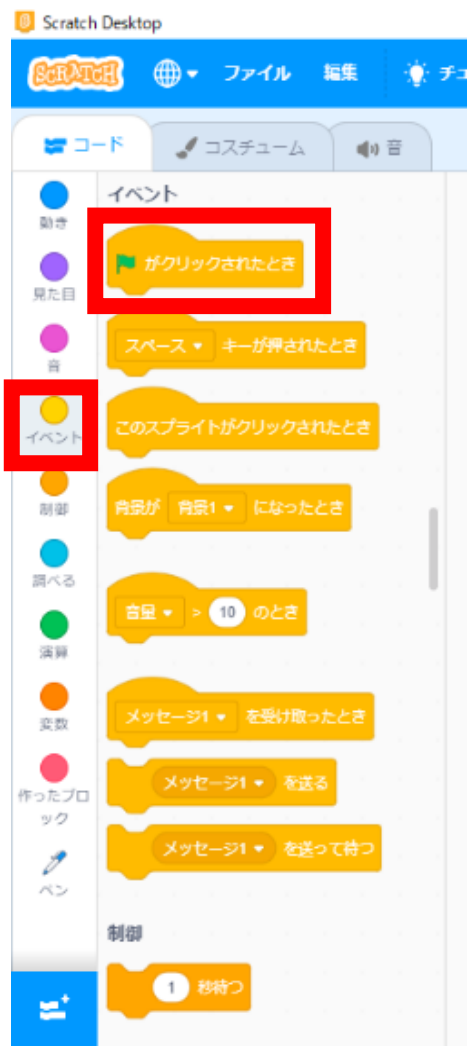 Scratch Desktop
SCRATCH ファイル 編集
コード コスチューム 音
イベント
動き
がクリックされたとき
見た目
スペース キーが押されたとき
音
このスプライトがクリックされたとき
イベント
背景が 背景1 になったとき
制御
調べる
音量 > 10 のとき
演算
メッセージ1 を受け取ったとき
変数
メッセージ1 を送る
作ったブロ
ック
メッセージ1 を送って待つ
ペン
制御
1 秒待つ